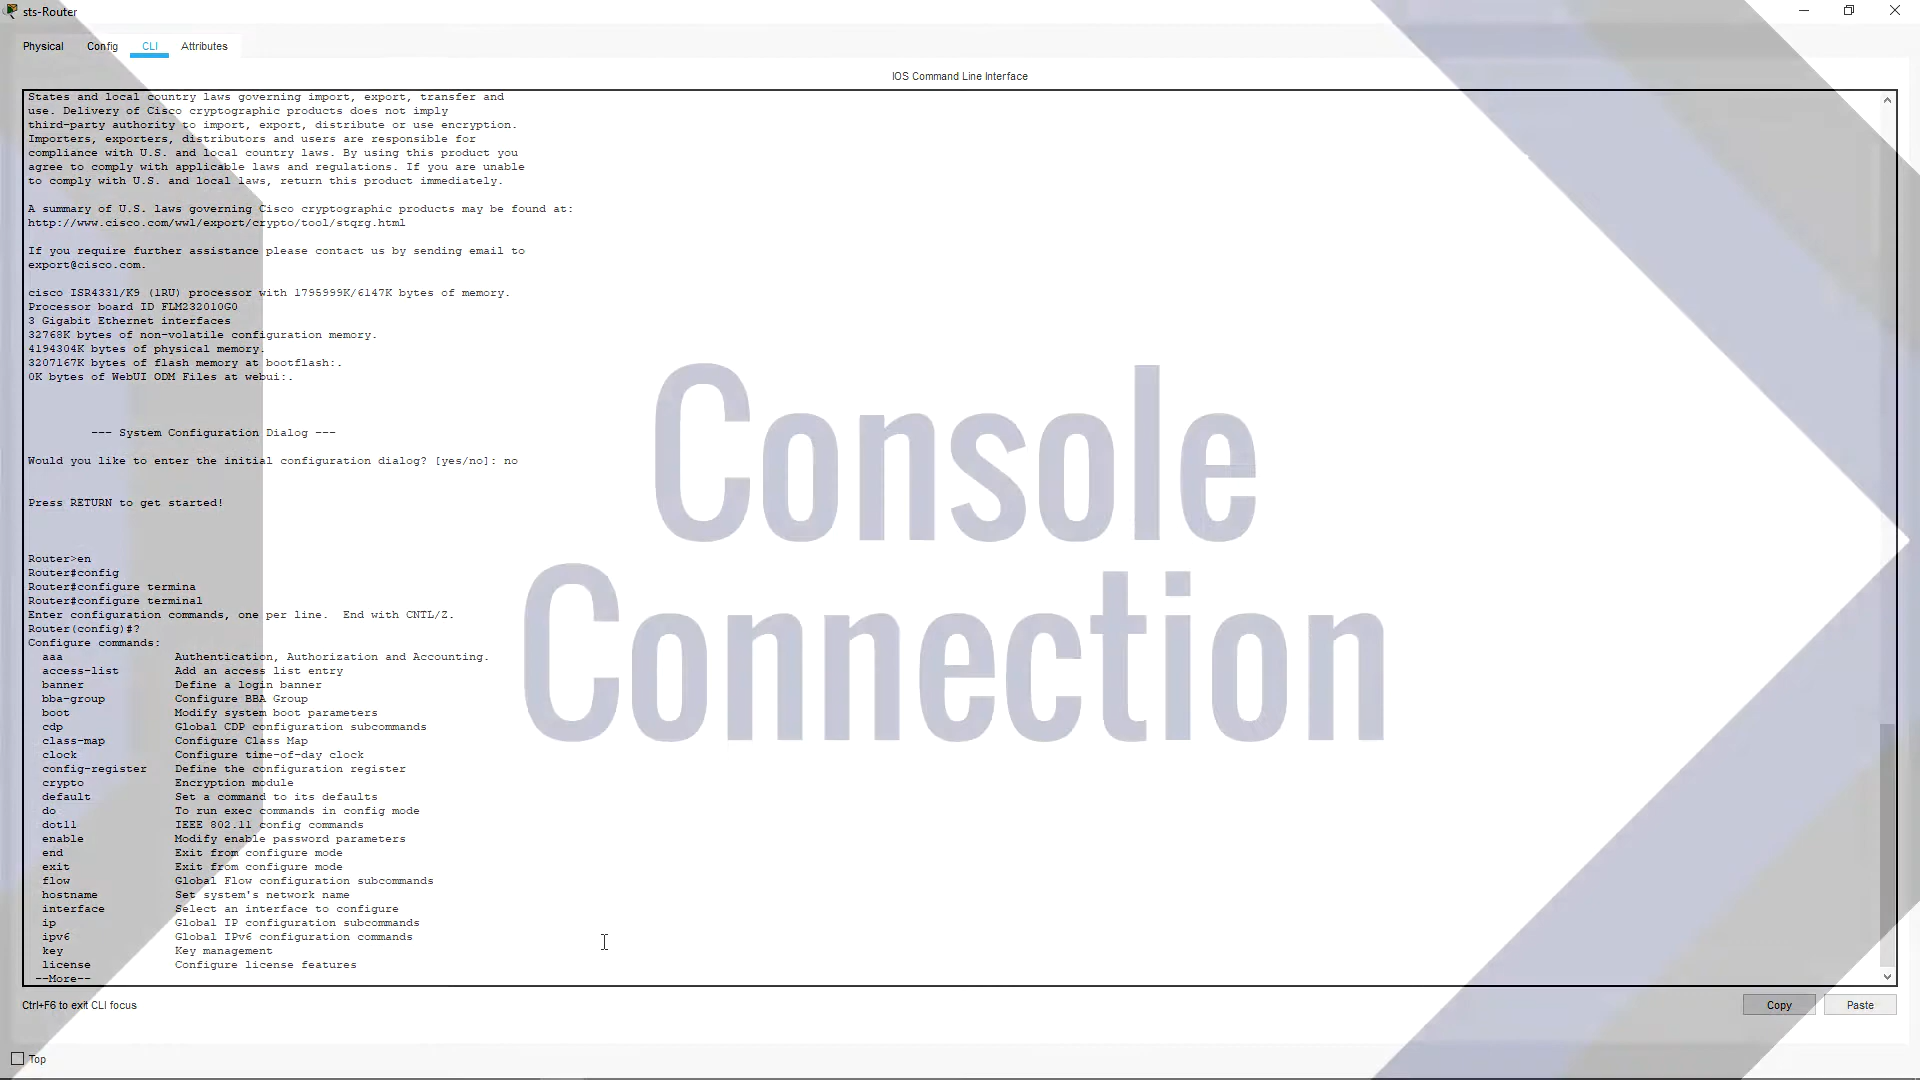 sts-Router
Physical Config CLI Attributes
IOS Command Line Interface
States and local country laws governing import, export, transfer and
use. Delivery of Cisco cryptographic products does not imply
third-party authority to import, export, distribute or use encryption.
Importers, exporters, distributors and users are responsible for
compliance with U.S. and local country laws. By using this product you
agree to comply with applicable laws and regulations. If you are unable
to comply with U.S. and local laws, return this product immediately.
A summary of U.S. laws governing Cisco cryptographic products may be found at:
http://www.cisco.com/wwl/export/crypto/tool/stqrg.html
If you require further assistance please contact us by sending email to
export@cisco.com.
cisco ISR4331/K9 (1RU) processor with 1795999K/6147K bytes of memory.
Processor board ID FLM232010G0
3 Gigabit Ethernet interfaces
32768K bytes of non-volatile configuration memory.
4194304K bytes of physical memory.
3207167K bytes of flash memory at bootflash:.
0K bytes of WebUI ODM Files at webui:.
--- System Configuration Dialog ---
Would you like to enter the initial configuration dialog? [yes/no]: no
Press RETURN to get started!
Router>en
Router#config
Router#configure termina
Router#configure terminal
Enter configuration commands, one per line. End with CNTL/Z.
Router(config)#?
Configure commands:
aaa Authentication, Authorization and Accounting.
access-list Add an access list entry
banner Define a login banner
bba-group Configure BBA Group
boot Modify system boot parameters
cdp Global CDP configuration subcommands
class-map Configure Class Map
clock Configure time-of-day clock
config-register Define the configuration register
crypto Encryption module
default Set a command to its defaults
do To run exec commands in config mode
dot11 IEEE 802.11 config commands
enable Modify enable password parameters
end Exit from configure mode
exit Exit from configure mode
flow Global Flow configuration subcommands
hostname Set system's network name
interface Select an interface to configure
ip Global IP configuration subcommands
ipv6 Global IPv6 configuration commands
key Key management
license Configure license features
--More--
Console
Connection
Ctrl+F6 to exit CLI focus
Copy Paste
Top